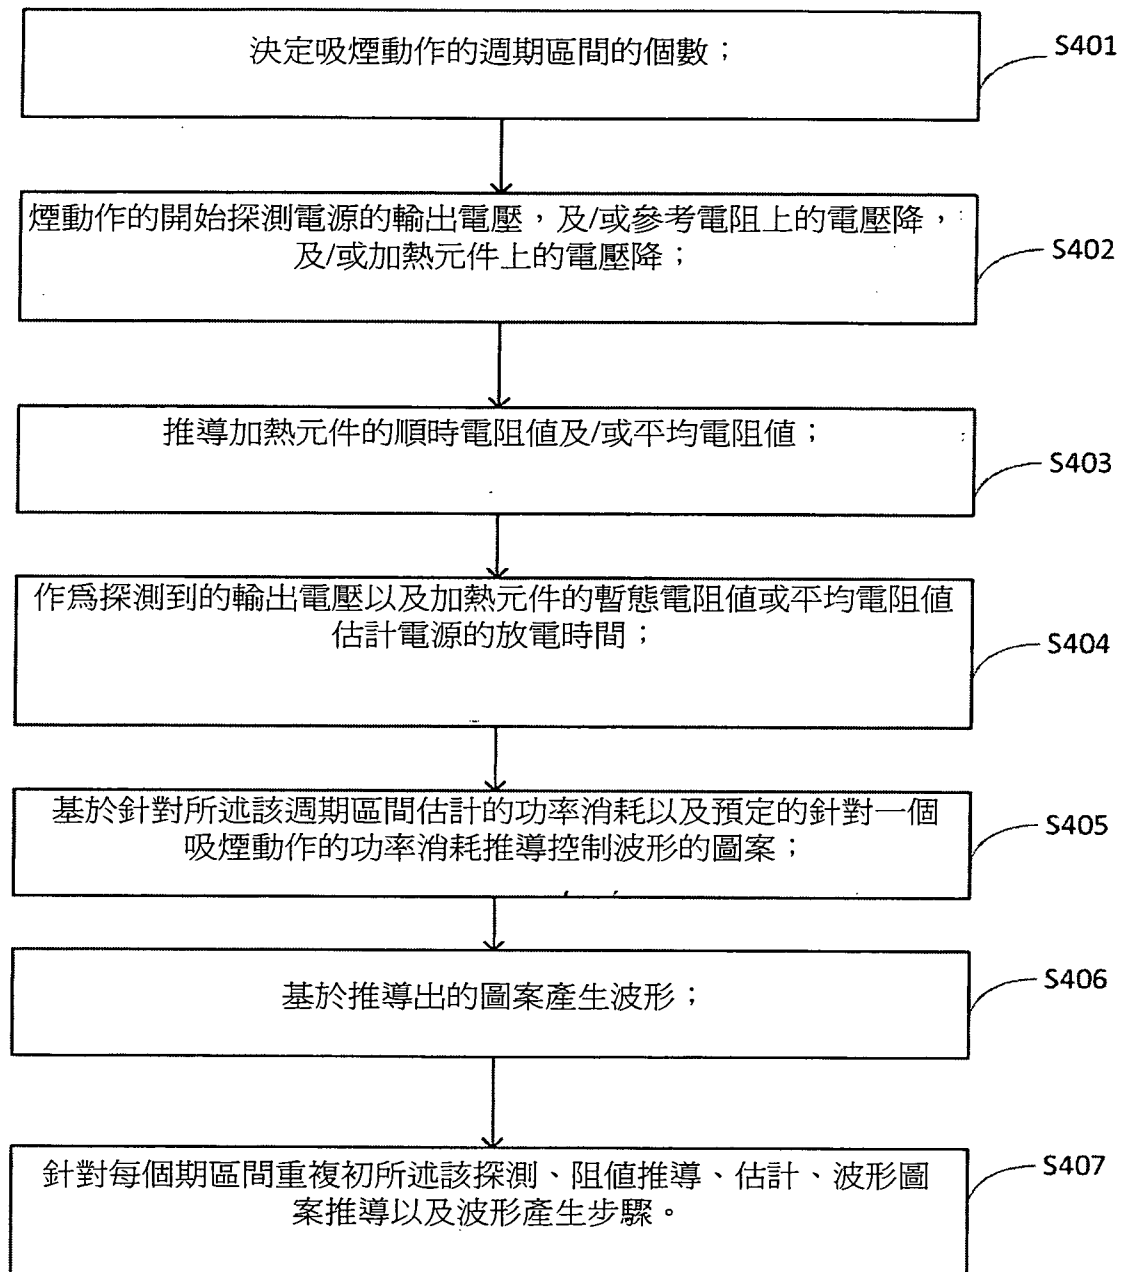 決定吸煙動作的週期區間的個數；
S401
煙動作的開始探測電源的輸出電壓，及/或參考電阻上的電壓降，
及/或加熱元件上的電壓降；
S402
推導加熱元件的順時電阻值及/或平均電阻值；
S403
作爲探測到的輸出電壓以及加熱元件的暫態電阻值或平均電阻值
估計電源的放電時間；
S404
基於針對所述該週期區間估計的功率消耗以及預定的針對一個
吸煙動作的功率消耗推導控制波形的圖案；
S405
基於推導出的圖案產生波形；
S406
針對每個期區間重複初所述該探測、阻值推導、估計、波形圖
案推導以及波形產生步驟。
S407